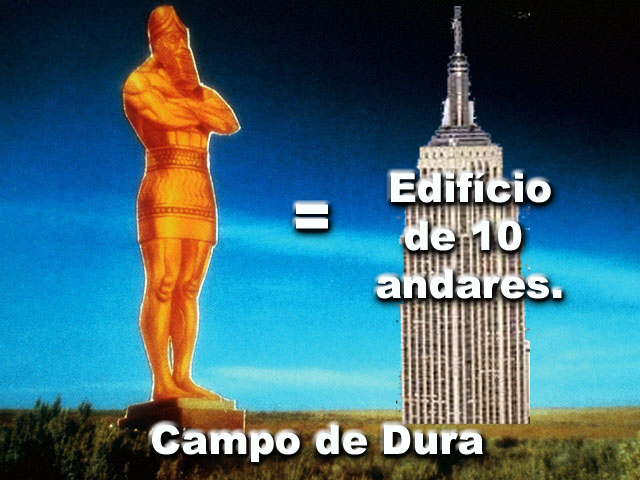 =
Edifício
de 10
andares.
Campo de Dura